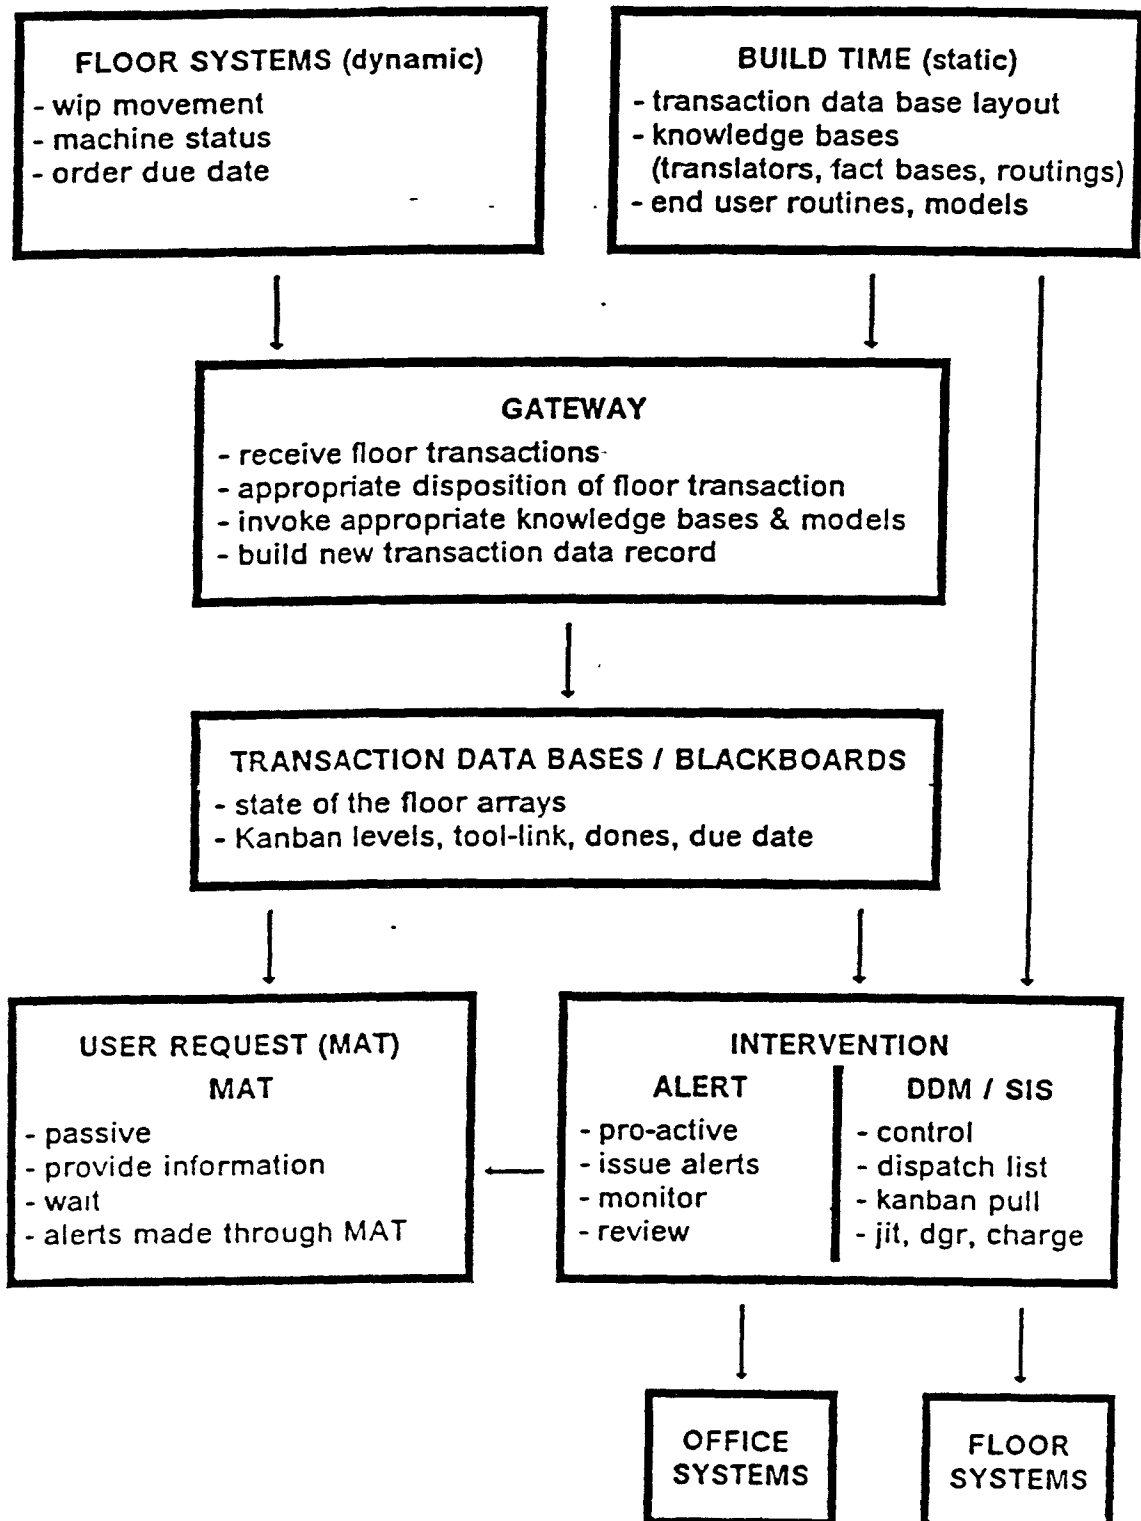 FLOOR SYSTEMS (dynamic)
- wip movement
- machine status
- order due date
BUILD TIME (static)
- transaction data base layout
- knowledge bases
(translators, fact bases, routings)
- end user routines, models
GATEWAY
- receive floor transactions
- appropriate disposition of floor transaction
- invoke appropriate knowledge bases & models
- build new transaction data record
TRANSACTION DATA BASES / BLACKBOARDS
- state of the floor arrays
- Kanban levels, tool-link, dones, due date
USER REQUEST (MAT)
MAT
- passive
- provide information
- wait
- alerts made through MAT
INTERVENTION
ALERT
- pro-active
- issue alerts
- monitor
- review
DDM / SIS
- control
- dispatch list
- kanban pull
- jit, dgr, charge
OFFICE
SYSTEMS
FLOOR
SYSTEMS